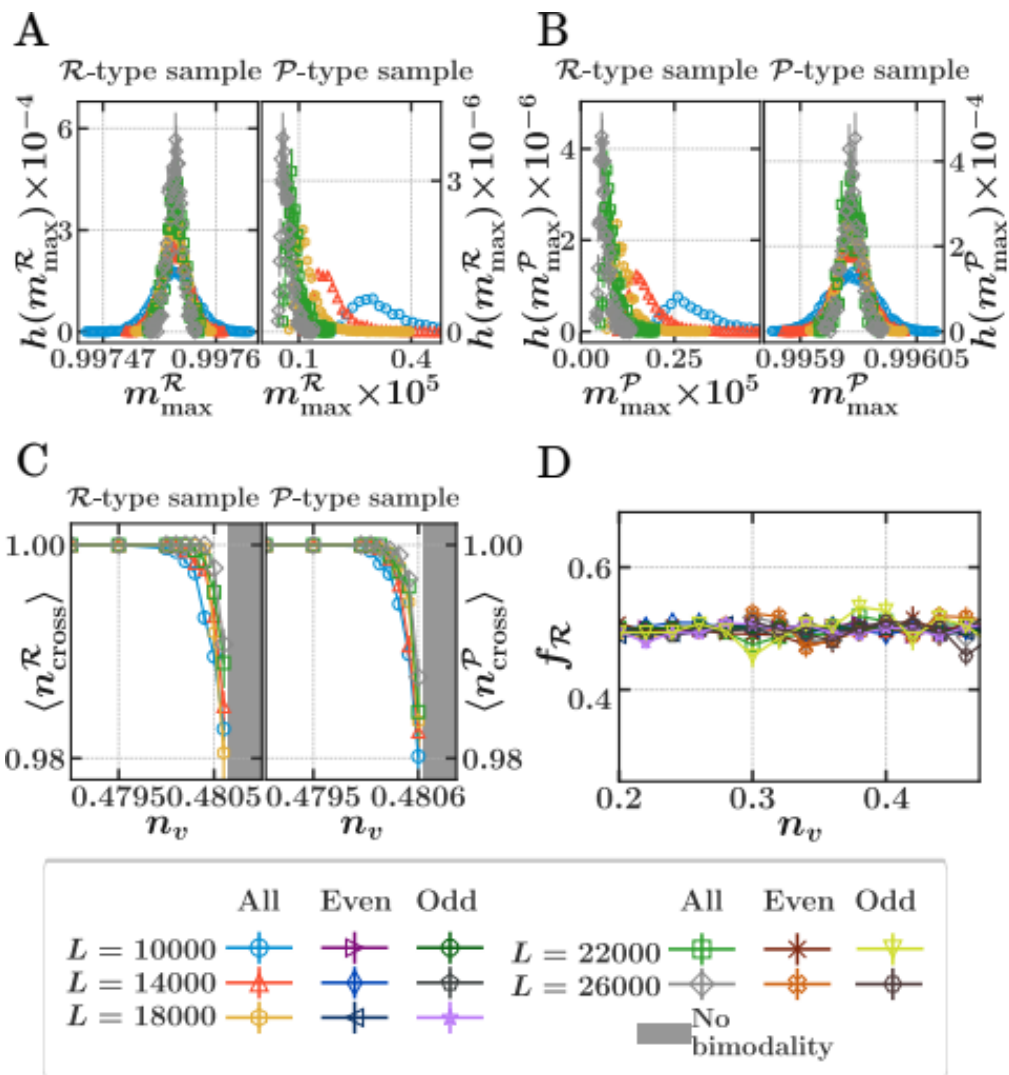 A
B
𝓡-type sample 𝓟-type sample
𝓡-type sample 𝓟-type sample
h(m^𝓡_max)×10⁻⁴
6
3
0
0.99747 0.9976
m^𝓡_max
3
0
0.1 0.4
m^𝓡_max×10⁵
h(m^𝓡_max)×10⁻⁶
h(m^𝓟_max)×10⁻⁶
4
2
0
0.00 0.25
m^𝓟_max×10⁵
4
2
0
0.9959 0.99605
m^𝓟_max
h(m^𝓟_max)×10⁻⁴
C
D
𝓡-type sample 𝓟-type sample
⟨n^𝓡_cross⟩
1.00
0.98
0.4795 0.4805
n_v
0.4795 0.4806
n_v
1.00
0.98
⟨n^𝓟_cross⟩
f_𝓡
0.6
0.4
0.2 0.3 0.4
n_v
All Even Odd
L = 10000
L = 14000
L = 18000
All Even Odd
L = 22000
L = 26000
No
bimodality